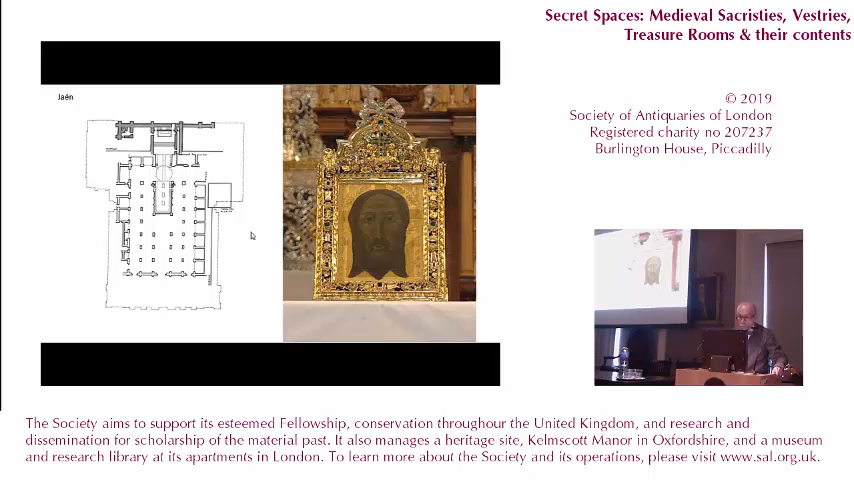 Secret Spaces: Medieval Sacristies, Vestries,
Treasure Rooms & their contents
Jaén
© 2019
Society of Antiquaries of London
Registered charity no 207237
Burlington House, Piccadilly
The Society aims to support its esteemed Fellowship, conservation throughour the United Kingdom, and research and
dissemination for scholarship of the material past. It also manages a heritage site, Kelmscott Manor in Oxfordshire, and a museum
and research library at its apartments in London. To learn more about the Society and its operations, please visit www.sal.org.uk.